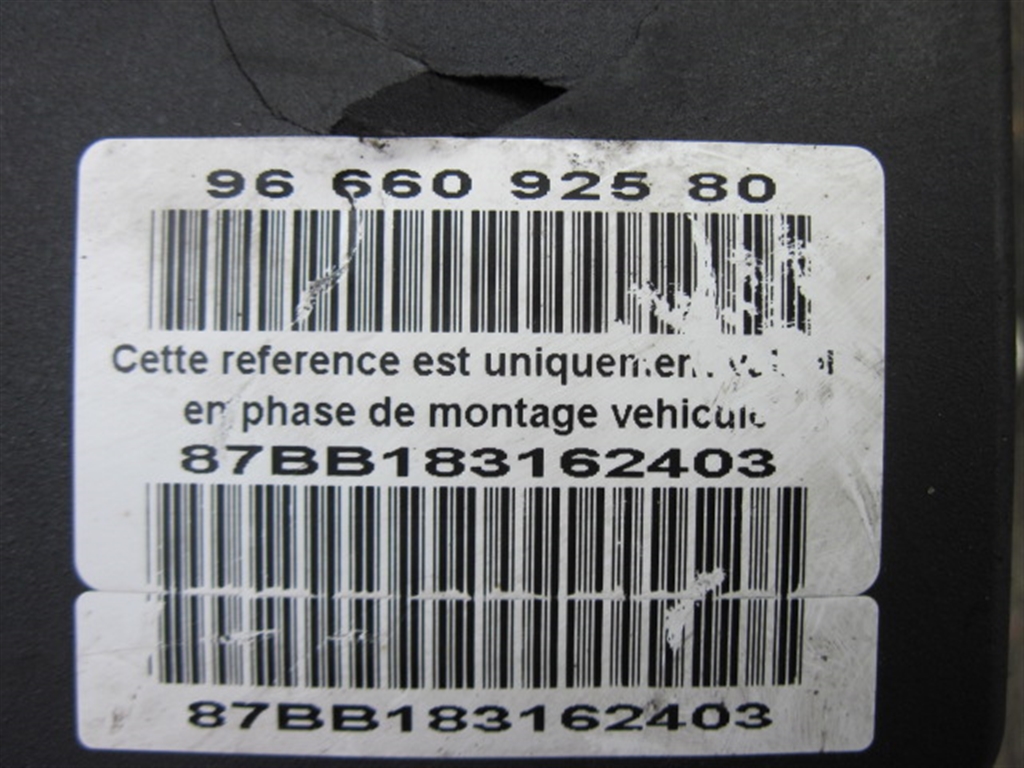 96 660 925 80
Cette reference est uniquement
en phase de montage vehicule
87BB183162403
87BB183162403